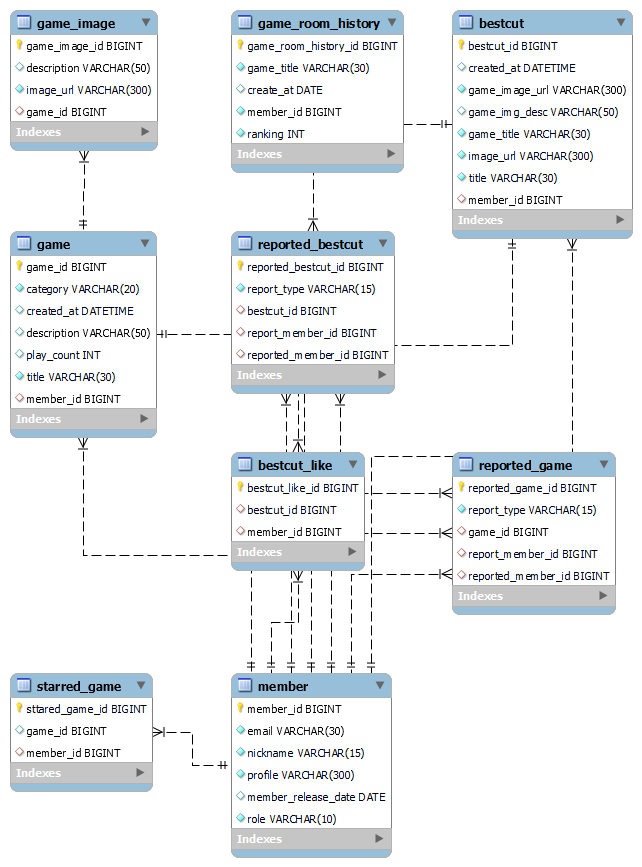 game_image
game_image_id BIGINT
description VARCHAR(50)
image_url VARCHAR(300)
game_id BIGINT
Indexes
game_room_history
game_room_history_id BIGINT
game_title VARCHAR(30)
create_at DATE
member_id BIGINT
ranking INT
Indexes
bestcut
bestcut_id BIGINT
created_at DATETIME
game_image_url VARCHAR(300)
game_img_desc VARCHAR(50)
game_title VARCHAR(30)
image_url VARCHAR(300)
title VARCHAR(30)
member_id BIGINT
Indexes
game
game_id BIGINT
category VARCHAR(20)
created_at DATETIME
description VARCHAR(50)
play_count INT
title VARCHAR(30)
member_id BIGINT
Indexes
reported_bestcut
reported_bestcut_id BIGINT
report_type VARCHAR(15)
bestcut_id BIGINT
report_member_id BIGINT
reported_member_id BIGINT
Indexes
bestcut_like
bestcut_like_id BIGINT
bestcut_id BIGINT
member_id BIGINT
Indexes
reported_game
reported_game_id BIGINT
report_type VARCHAR(15)
game_id BIGINT
report_member_id BIGINT
reported_member_id BIGINT
Indexes
starred_game
sttared_game_id BIGINT
game_id BIGINT
member_id BIGINT
Indexes
member
member_id BIGINT
email VARCHAR(30)
nickname VARCHAR(15)
profile VARCHAR(300)
member_release_date DATE
role VARCHAR(10)
Indexes